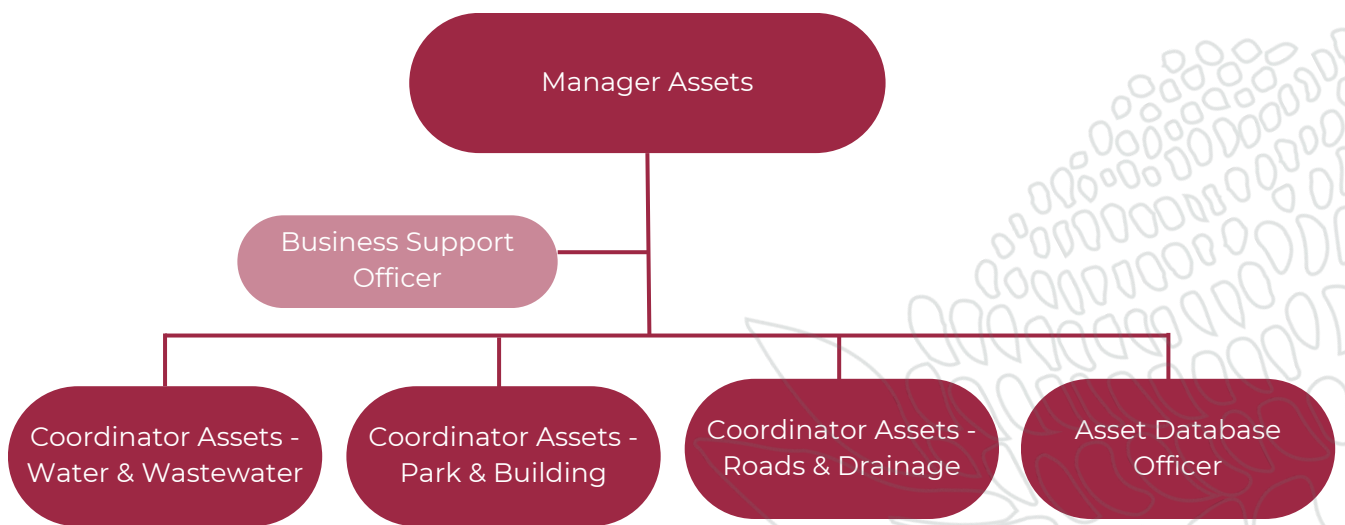 Manager Assets
Business Support
Officer
Coordinator Assets -
Water & Wastewater
Coordinator Assets -
Park & Building
Coordinator Assets -
Roads & Drainage
Asset Database
Officer